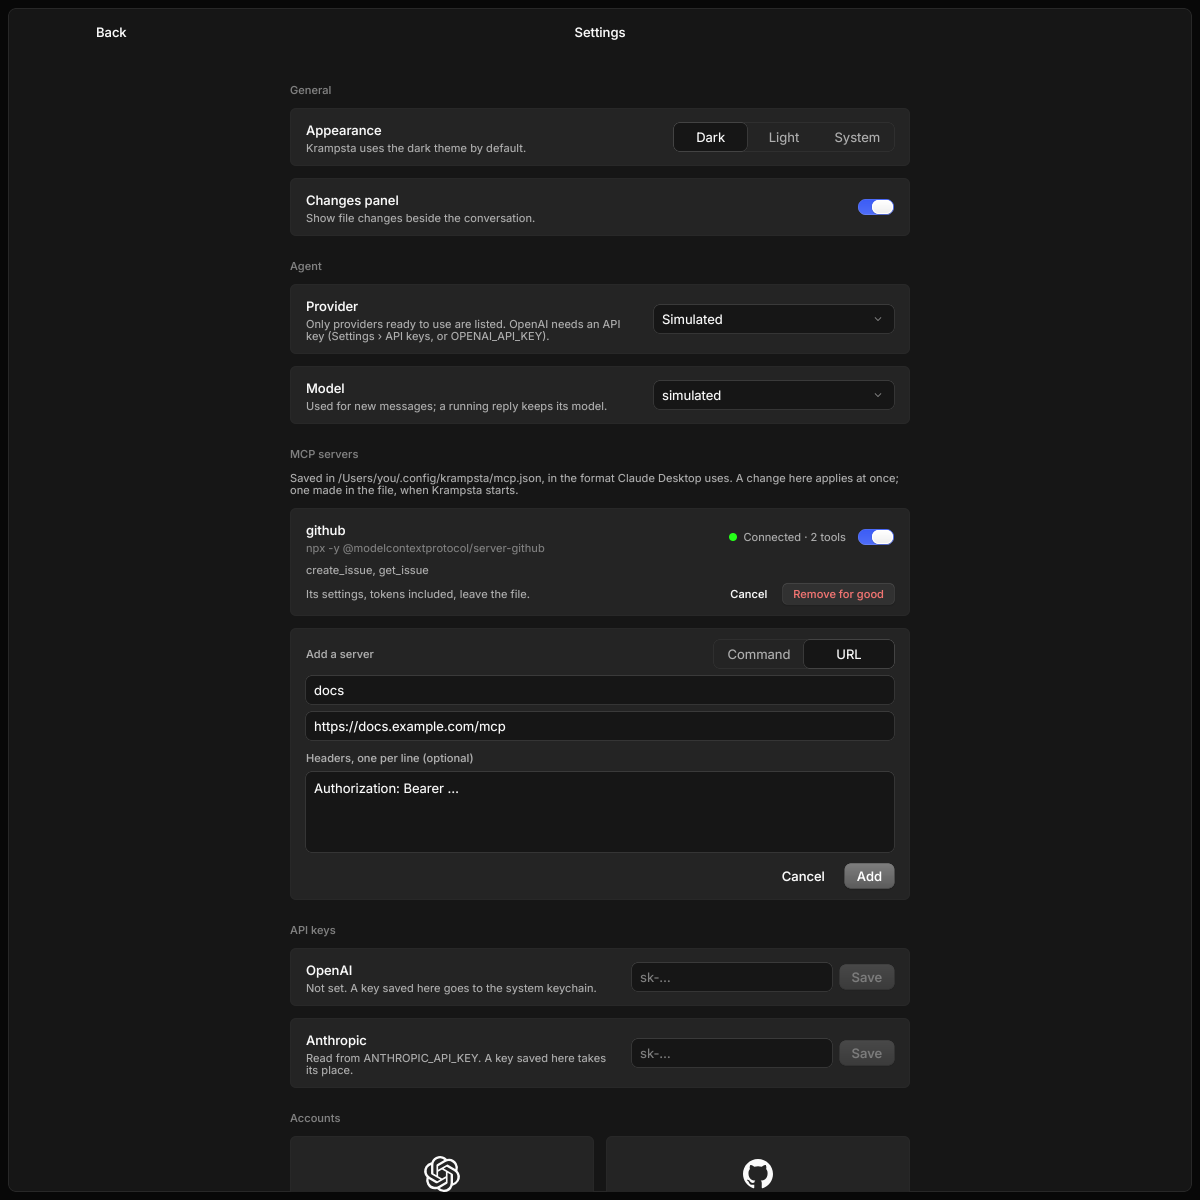 Back
Settings
General
Appearance
Krampsta uses the dark theme by default.
Dark
Light
System
Changes panel
Show file changes beside the conversation.
Agent
Provider
Only providers ready to use are listed. OpenAI needs an API
key (Settings › API keys, or OPENAI_API_KEY).
Simulated
Model
Used for new messages; a running reply keeps its model.
simulated
MCP servers
Saved in /Users/you/.config/krampsta/mcp.json, in the format Claude Desktop uses. A change here applies at once;
one made in the file, when Krampsta starts.
github
npx -y @modelcontextprotocol/server-github
Connected · 2 tools
create_issue, get_issue
Its settings, tokens included, leave the file.
Cancel
Remove for good
Add a server
Command
URL
docs
https://docs.example.com/mcp
Headers, one per line (optional)
Authorization: Bearer ...
Cancel
Add
API keys
OpenAI
Not set. A key saved here goes to the system keychain.
sk-...
Save
Anthropic
Read from ANTHROPIC_API_KEY. A key saved here takes
its place.
sk-...
Save
Accounts